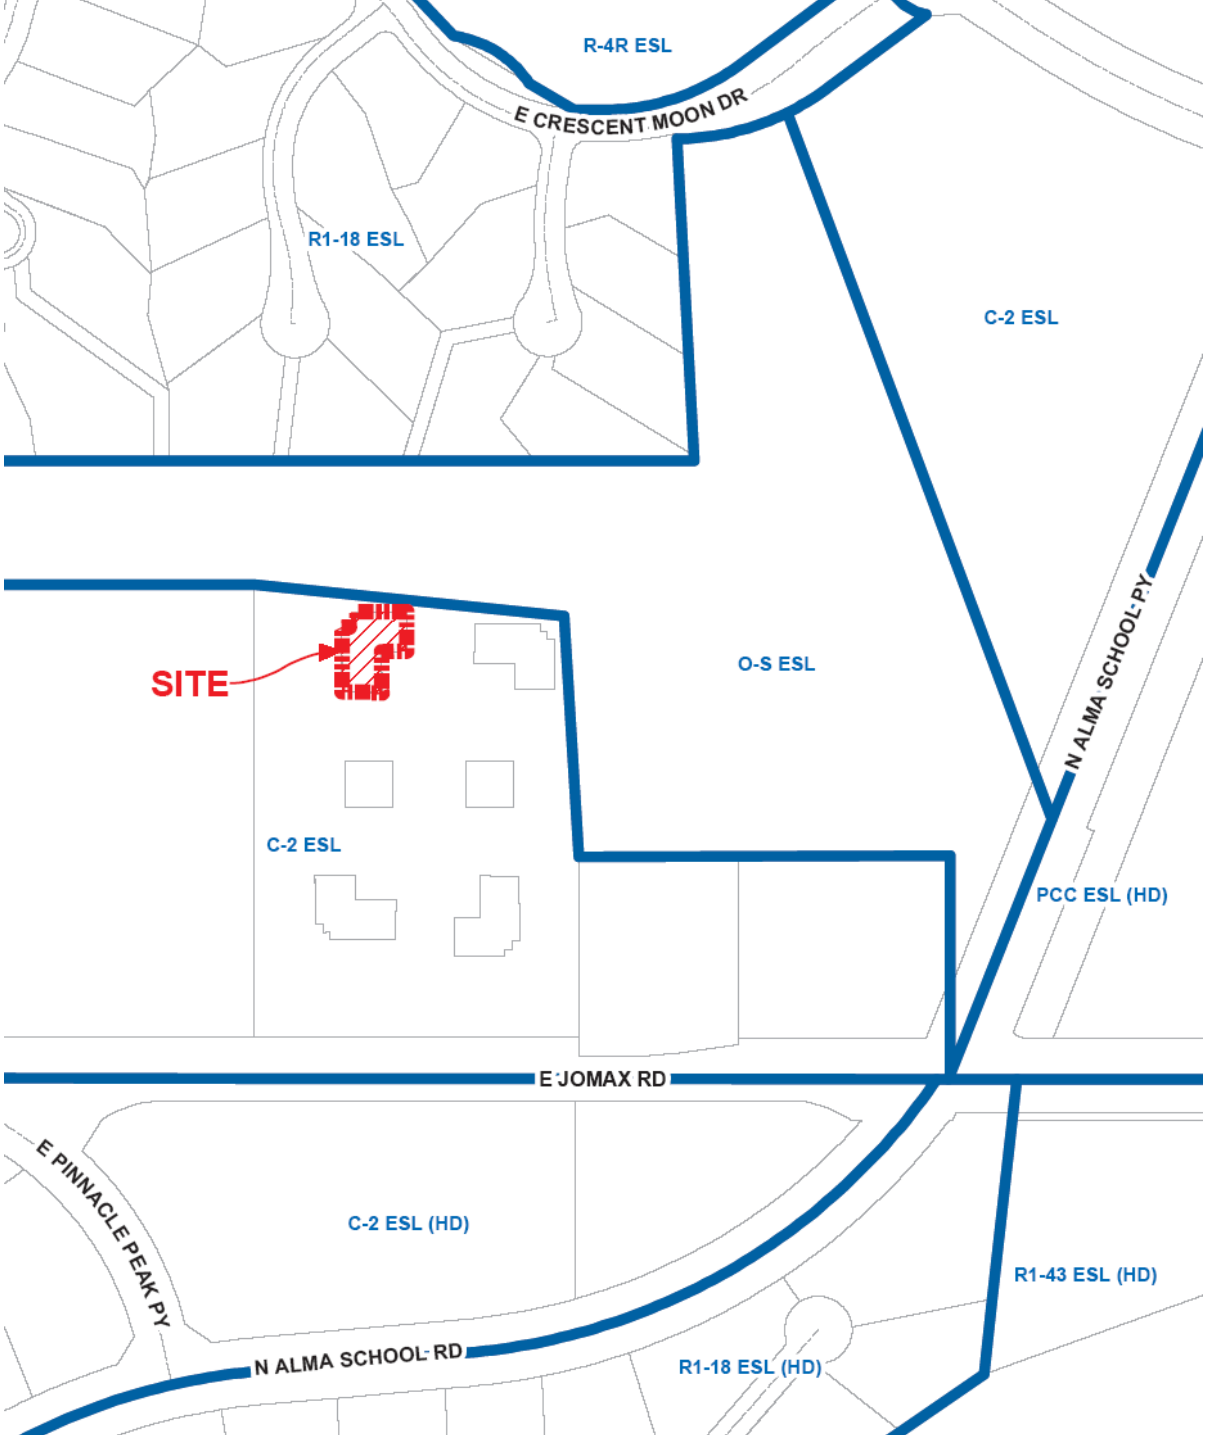 R-4R ESL
E CRESCENT MOON DR
R1-18 ESL
C-2 ESL
N ALMA SCHOOL PY
O-S ESL
SITE
C-2 ESL
PCC ESL (HD)
E JOMAX RD
E PINNACLE PEAK PY
C-2 ESL (HD)
R1-43 ESL (HD)
N ALMA SCHOOL RD
R1-18 ESL (HD)